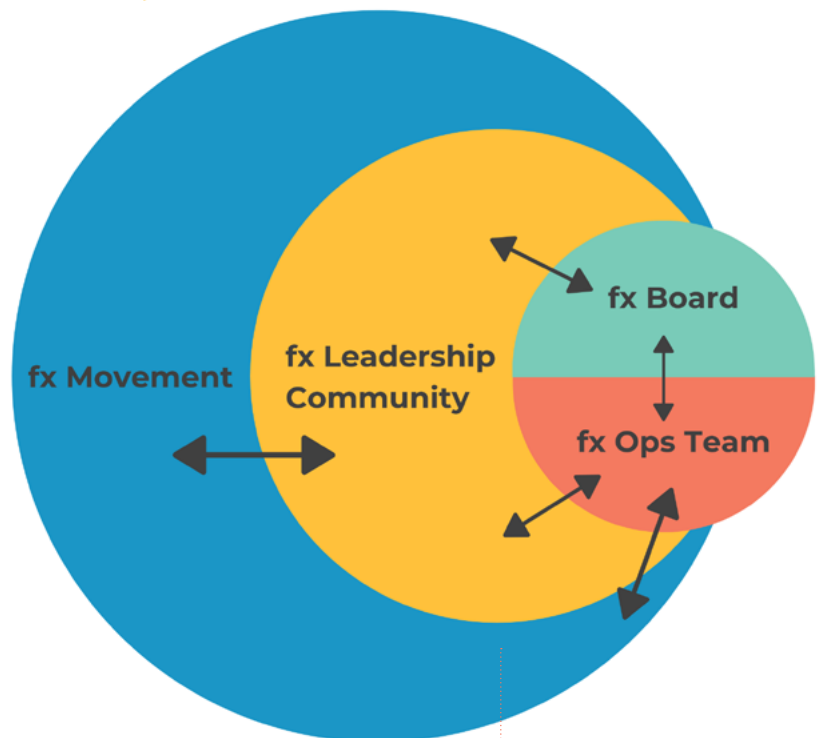 fx Board
fx Leadership
Community
fx Movement
fx Ops Team